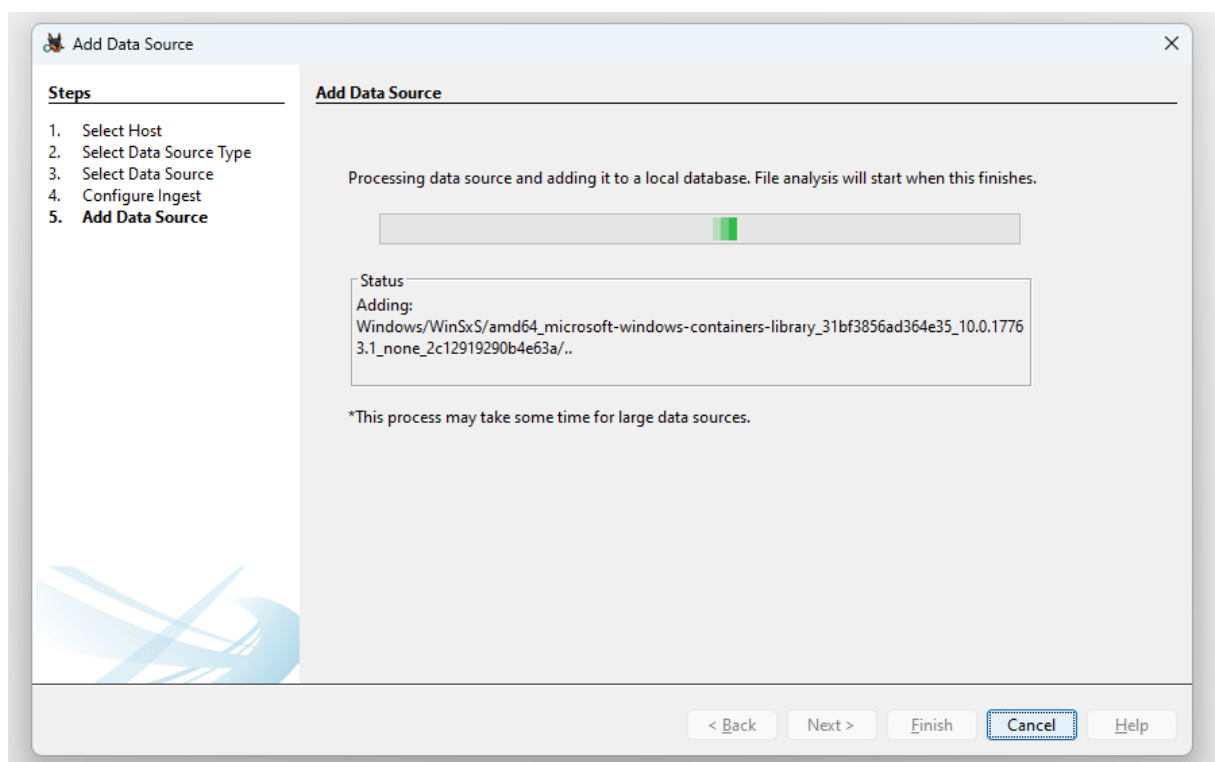 Add Data Source
Steps
1. Select Host
2. Select Data Source Type
3. Select Data Source
4. Configure Ingest
5. Add Data Source
Add Data Source
Processing data source and adding it to a local database. File analysis will start when this finishes.
Status
Adding:
Windows/WinSxS/amd64_microsoft-windows-containers-library_31bf3856ad364e35_10.0.1776
3.1_none_2c12919290b4e63a/..
*This process may take some time for large data sources.
< Back Next > Finish Cancel Help